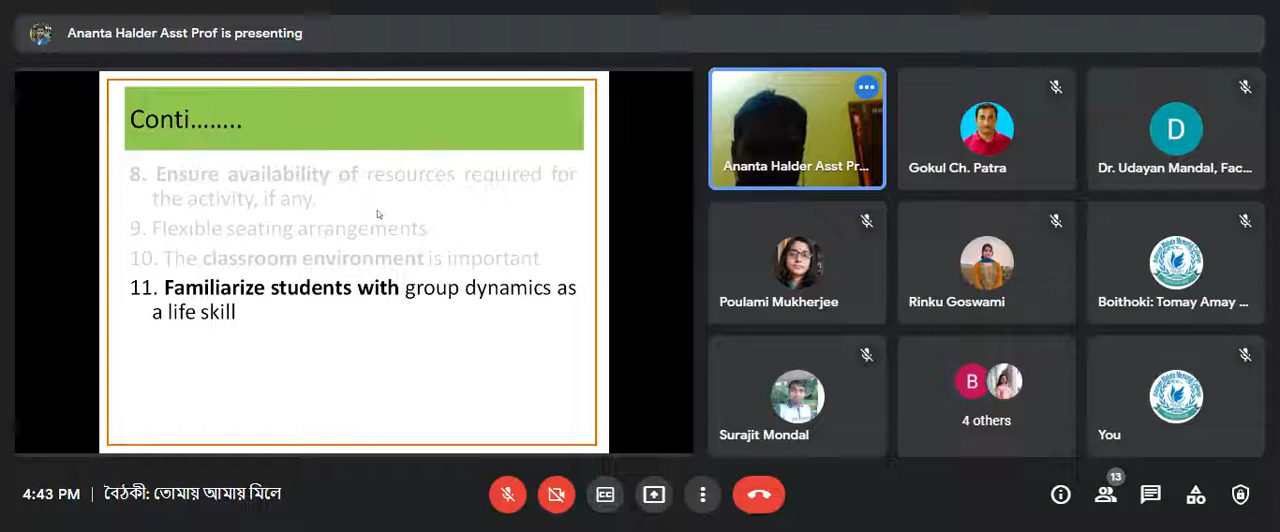 Ananta Halder Asst Prof is presenting
Conti........
8. Ensure availability of resources required for
the activity, if any.
9. Flexible seating arrangements
10. The classroom environment is important
11. Familiarize students with group dynamics as
a life skill
Ananta Halder Asst Pr...
Gokul Ch. Patra
D
Dr. Udayan Mandal, Fac...
Poulami Mukherjee
Rinku Goswami
Boithoki: Tomay Amay ...
Surajit Mondal
B
4 others
You
4:43 PM | বৈঠকী: তোমায় আমায় মিলে
CC
13